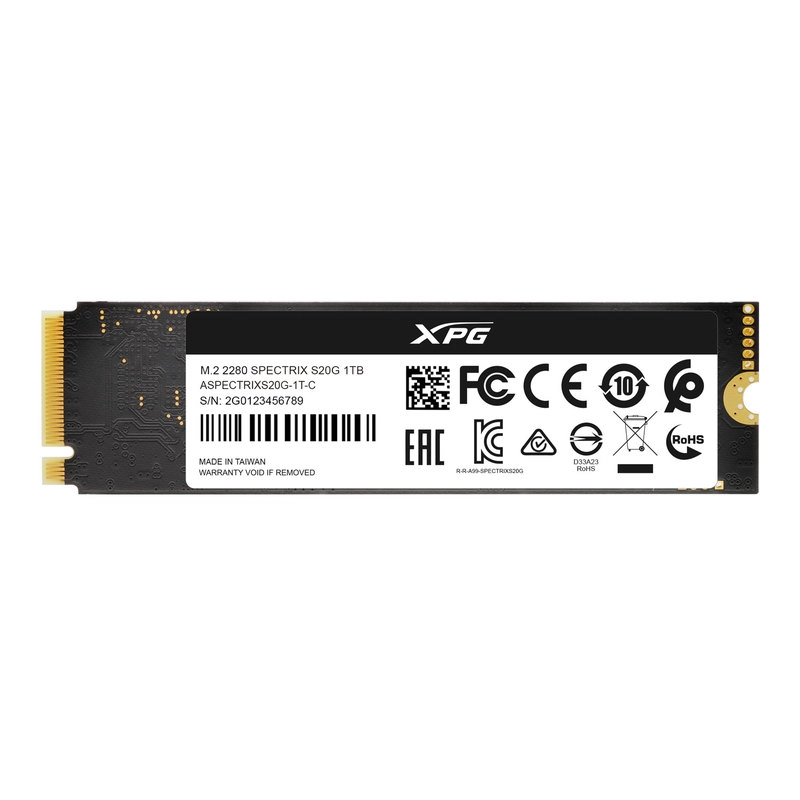 XPG
M.2 2280 SPECTRIX S20G 1TB
ASPECTRIXS20G-1T-C
S/N: 2G0123456789
MADE IN TAIWAN
WARRANTY VOID IF REMOVED
FC CE 10
EAC
R-R-A99-SPECTRIXS20G
D33A23
RoHS
RoHS